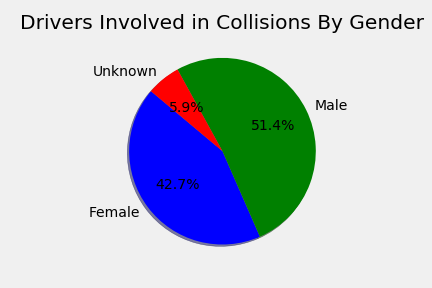 Drivers Involved in Collisions By Gender
Unknown
5.9%
Male
51.4%
42.7%
Female